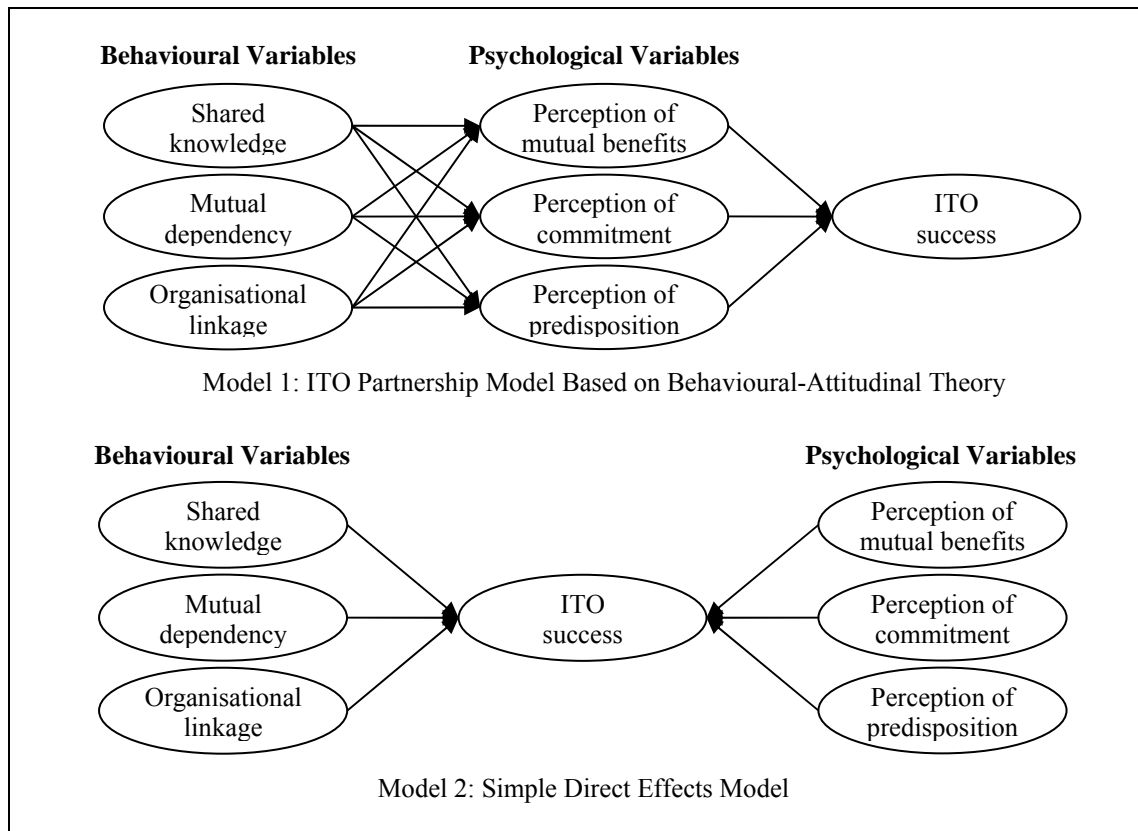 Behavioural Variables
Psychological Variables
Shared
knowledge
Perception of
mutual benefits
Mutual
dependency
Perception of
commitment
ITO
success
Organisational
linkage
Perception of
predisposition
Model 1: ITO Partnership Model Based on Behavioural-Attitudinal Theory
Behavioural Variables
Psychological Variables
Shared
knowledge
Perception of
mutual benefits
Mutual
dependency
ITO
success
Perception of
commitment
Organisational
linkage
Perception of
predisposition
Model 2: Simple Direct Effects Model